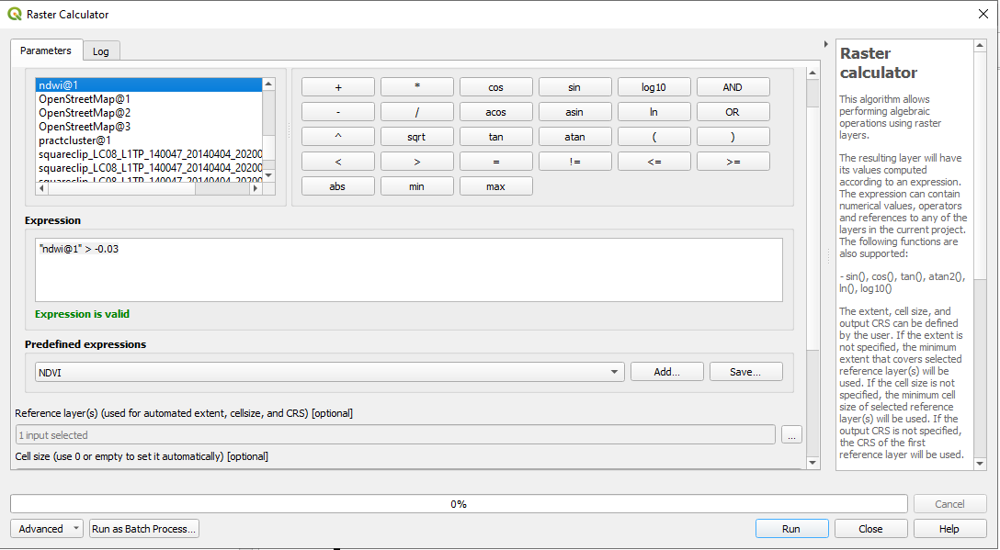 Raster Calculator
Parameters
Log
ndwi@1
OpenStreetMap@1
OpenStreetMap@2
OpenStreetMap@3
practcluster@1
squareclip_LC08_L1TP_140047_20140404_20200
squareclip_LC08_L1TP_140047_20140404_20200
squareclip_LC08_L1TP_140047_20140404_20200
+ * cos sin log10 AND
- / acos asin ln OR
^ sqrt tan atan ( )
< > = != <= >=
abs min max
Expression
"ndwi@1" > -0.03
Expression is valid
Predefined expressions
NDVI
Add...
Save...
Reference layer(s) (used for automated extent, cellsize, and CRS) [optional]
1 input selected
...
Cell size (use 0 or empty to set it automatically) [optional]
Raster
calculator
This algorithm allows
performing algebraic
operations using raster
layers.
The resulting layer will have
its values computed
according to an expression.
The expression can contain
numerical values, operators
and references to any of the
layers in the current project.
The following functions are
also supported:
- sin(), cos(), tan(), atan2(),
ln(), log10()
The extent, cell size, and
output CRS can be defined
by the user. If the extent is
not specified, the minimum
extent that covers selected
reference layer(s) will be
used. If the cell size is not
specified, the minimum cell
size of selected reference
layer(s) will be used. If the
output CRS is not specified,
the CRS of the first
reference layer will be used.
0%
Cancel
Advanced
Run as Batch Process...
Run
Close
Help